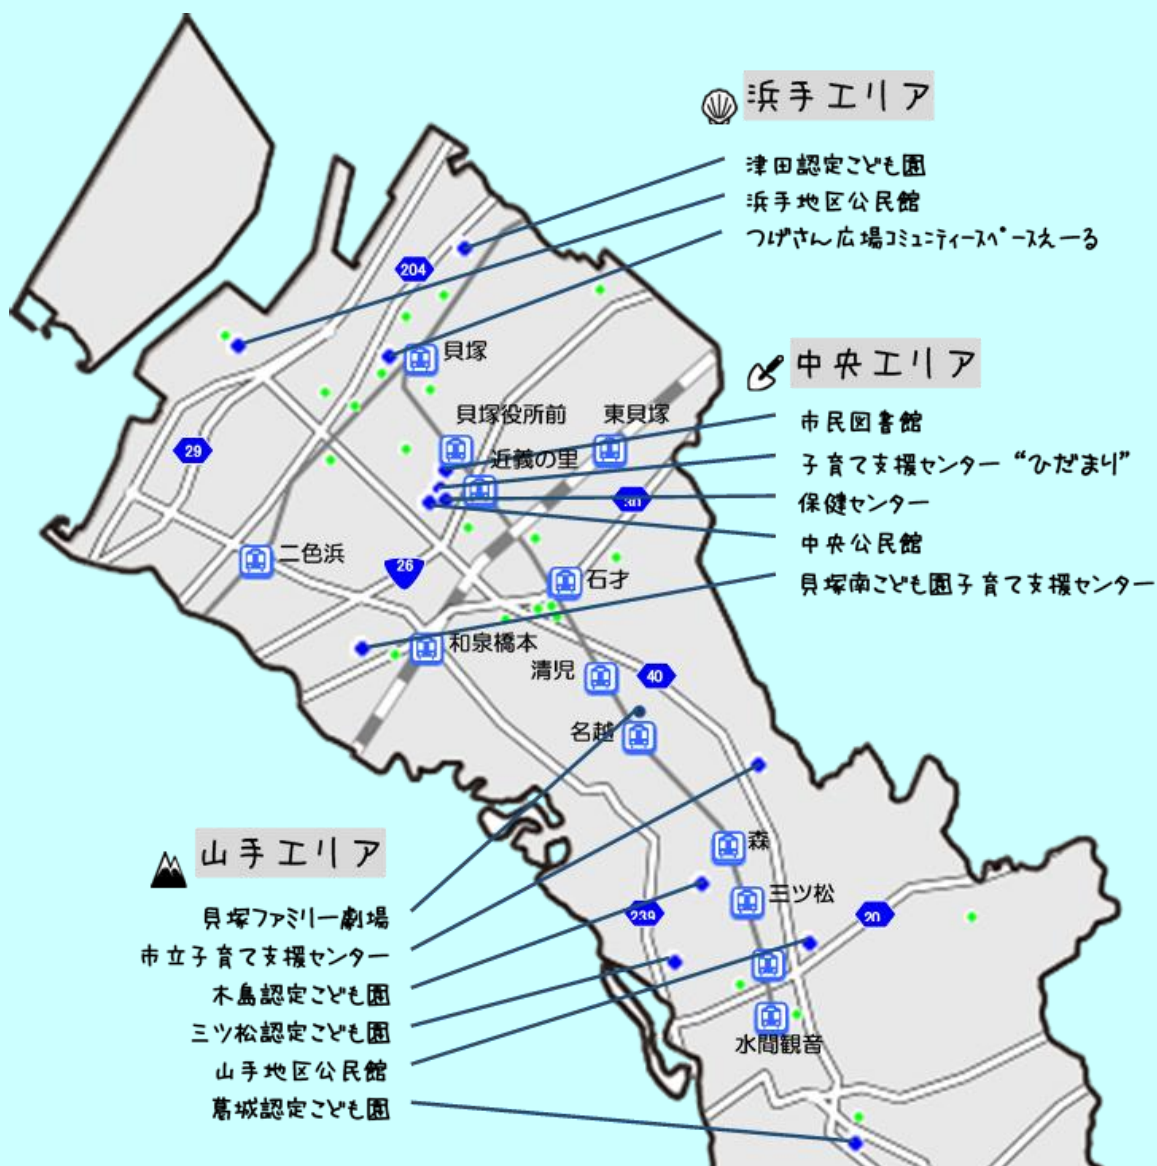 浜手エリア
津田認定こども園
浜手地区公民館
つげさん広場コミュニティースペースえーる
204
貝塚
中央エリア
貝塚役所前
東貝塚
市民図書館
29
近義の里
子育て支援センター “ひだまり”
30
保健センター
中央公民館
二色浜
26
石才
貝塚南こども園子育て支援センター
和泉橋本
清児
40
名越
山手エリア
森
三ツ松
貝塚ファミリー劇場
239
20
市立子育て支援センター
木島認定こども園
三ツ松認定こども園
水間観音
山手地区公民館
葛城認定こども園